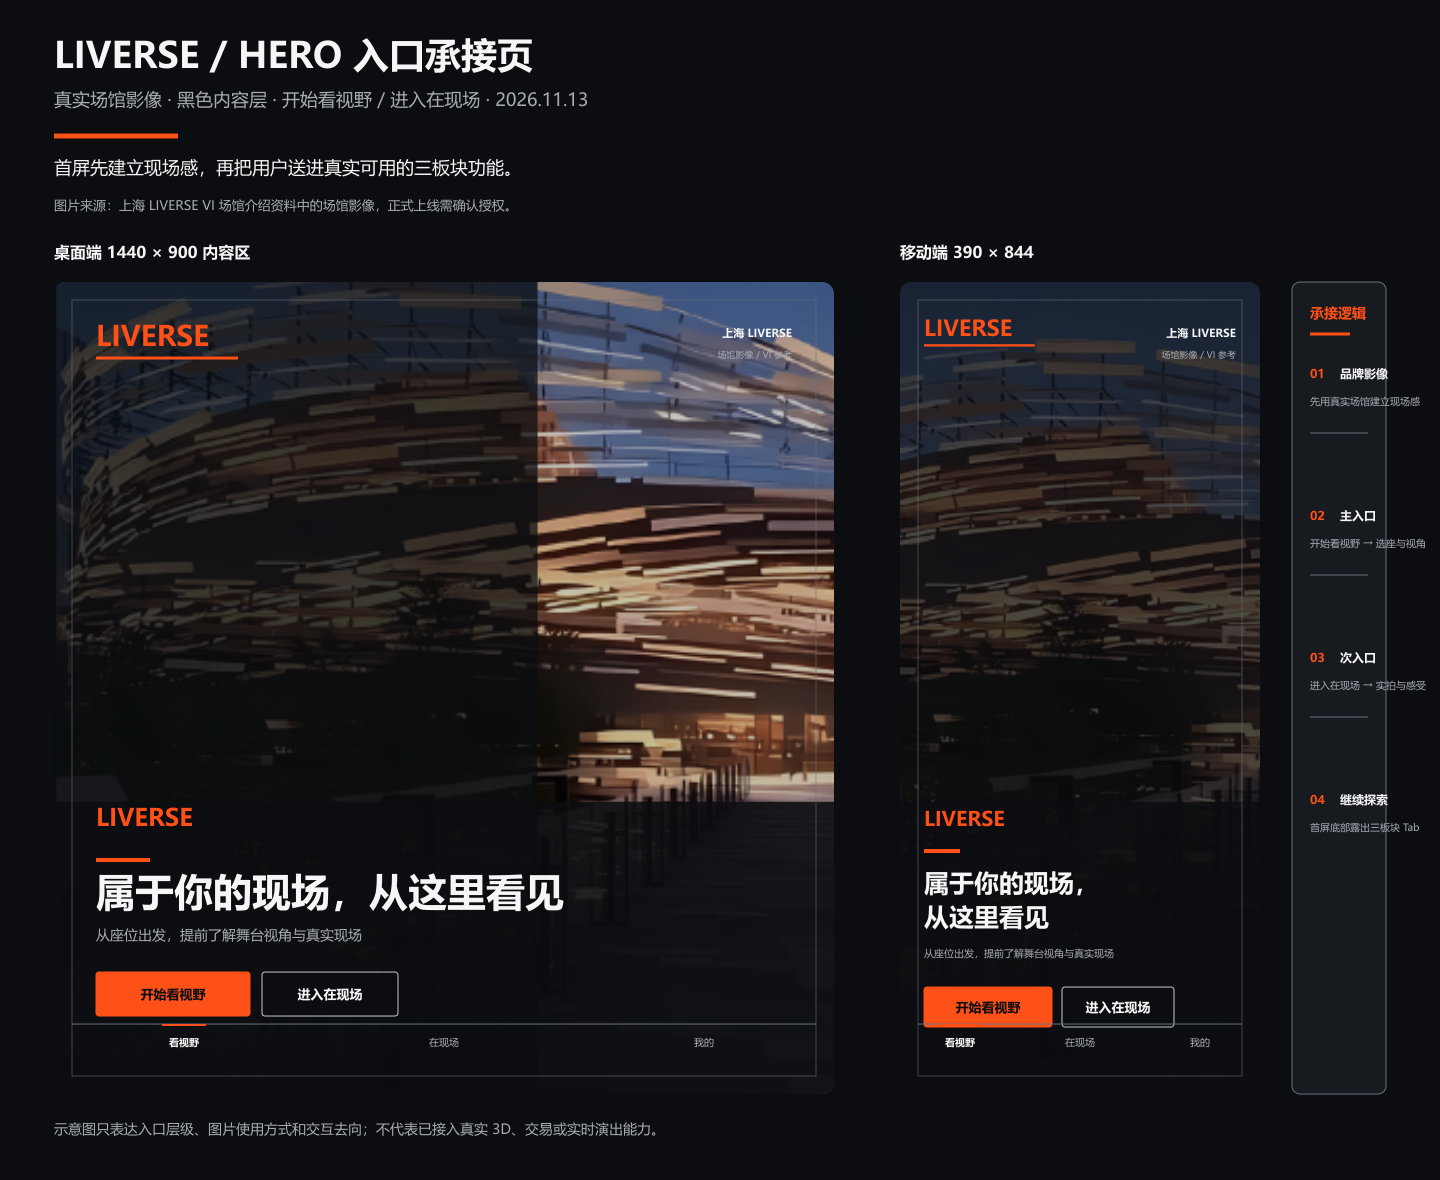 LIVERSE / HERO 入口承接页
真实场馆影像 · 黑色内容层 · 开始看视野 / 进入在现场 · 2026.11.13
首屏先建立现场感，再把用户送进真实可用的三板块功能。
图片来源：上海 LIVERSE VI 场馆介绍资料中的场馆影像，正式上线需确认授权。
桌面端 1440 × 900 内容区
LIVERSE
上海 LIVERSE
场馆影像 / VI 参考
LIVERSE
属于你的现场，从这里看见
从座位出发，提前了解舞台视角与真实现场
开始看视野
进入在现场
看视野
在现场
我的
移动端 390 × 844
LIVERSE
上海 LIVERSE
场馆影像 / VI 参考
LIVERSE
属于你的现场，
从这里看见
从座位出发，提前了解舞台视角与真实现场
开始看视野
进入在现场
看视野
在现场
我的
承接逻辑
01 品牌影像
先用真实场馆建立现场感
02 主入口
开始看视野 → 选座与视角
03 次入口
进入在现场 → 实拍与感受
04 继续探索
首屏底部露出三板块 Tab
示意图只表达入口层级、图片使用方式和交互去向；不代表已接入真实 3D、交易或实时演出能力。